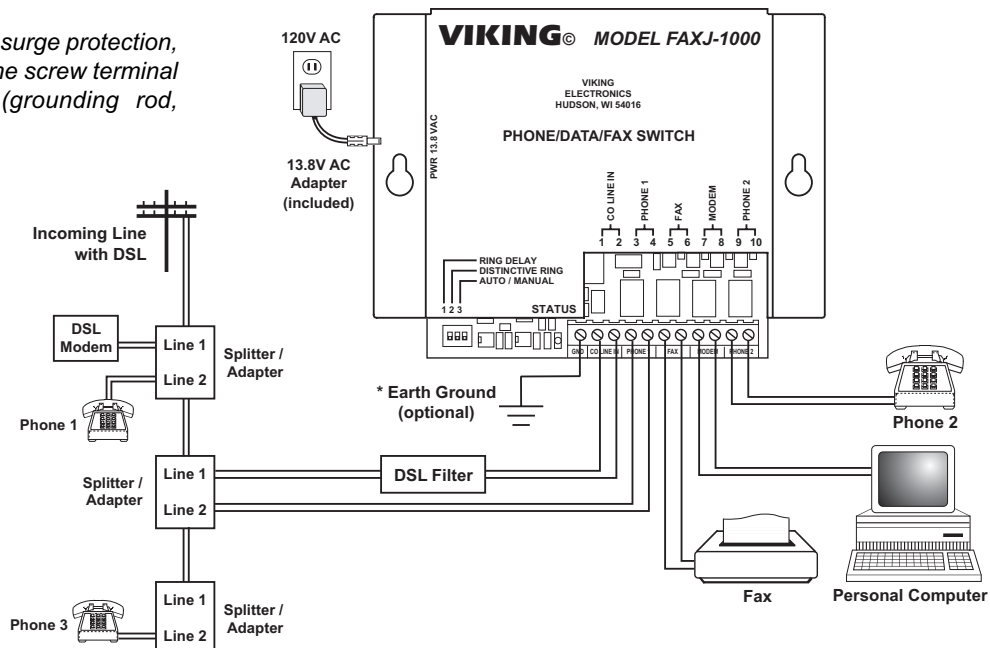 surge protection,
ne screw terminal
(grounding rod,
120V AC
13.8V AC
Adapter
(included)
VIKING© MODEL FAXJ-1000
VIKING
ELECTRONICS
HUDSON, WI 54016
PHONE/DATA/FAX SWITCH
PWR 13.8 VAC
CO LINE IN
PHONE 1
FAX
MODEM
PHONE 2
1 2 3 4 5 6 7 8 9 10
RING DELAY
DISTINCTIVE RING
AUTO / MANUAL
1 2 3
STATUS
GND CO LINE IN PHONE FAX MODEM PHONE 2
Incoming Line
with DSL
DSL
Modem
Line 1
Line 2
Splitter /
Adapter
Phone 1
* Earth Ground
(optional)
Splitter /
Adapter
Line 1
Line 2
DSL Filter
Phone 2
Fax
Personal Computer
Line 1
Line 2
Splitter /
Adapter
Phone 3